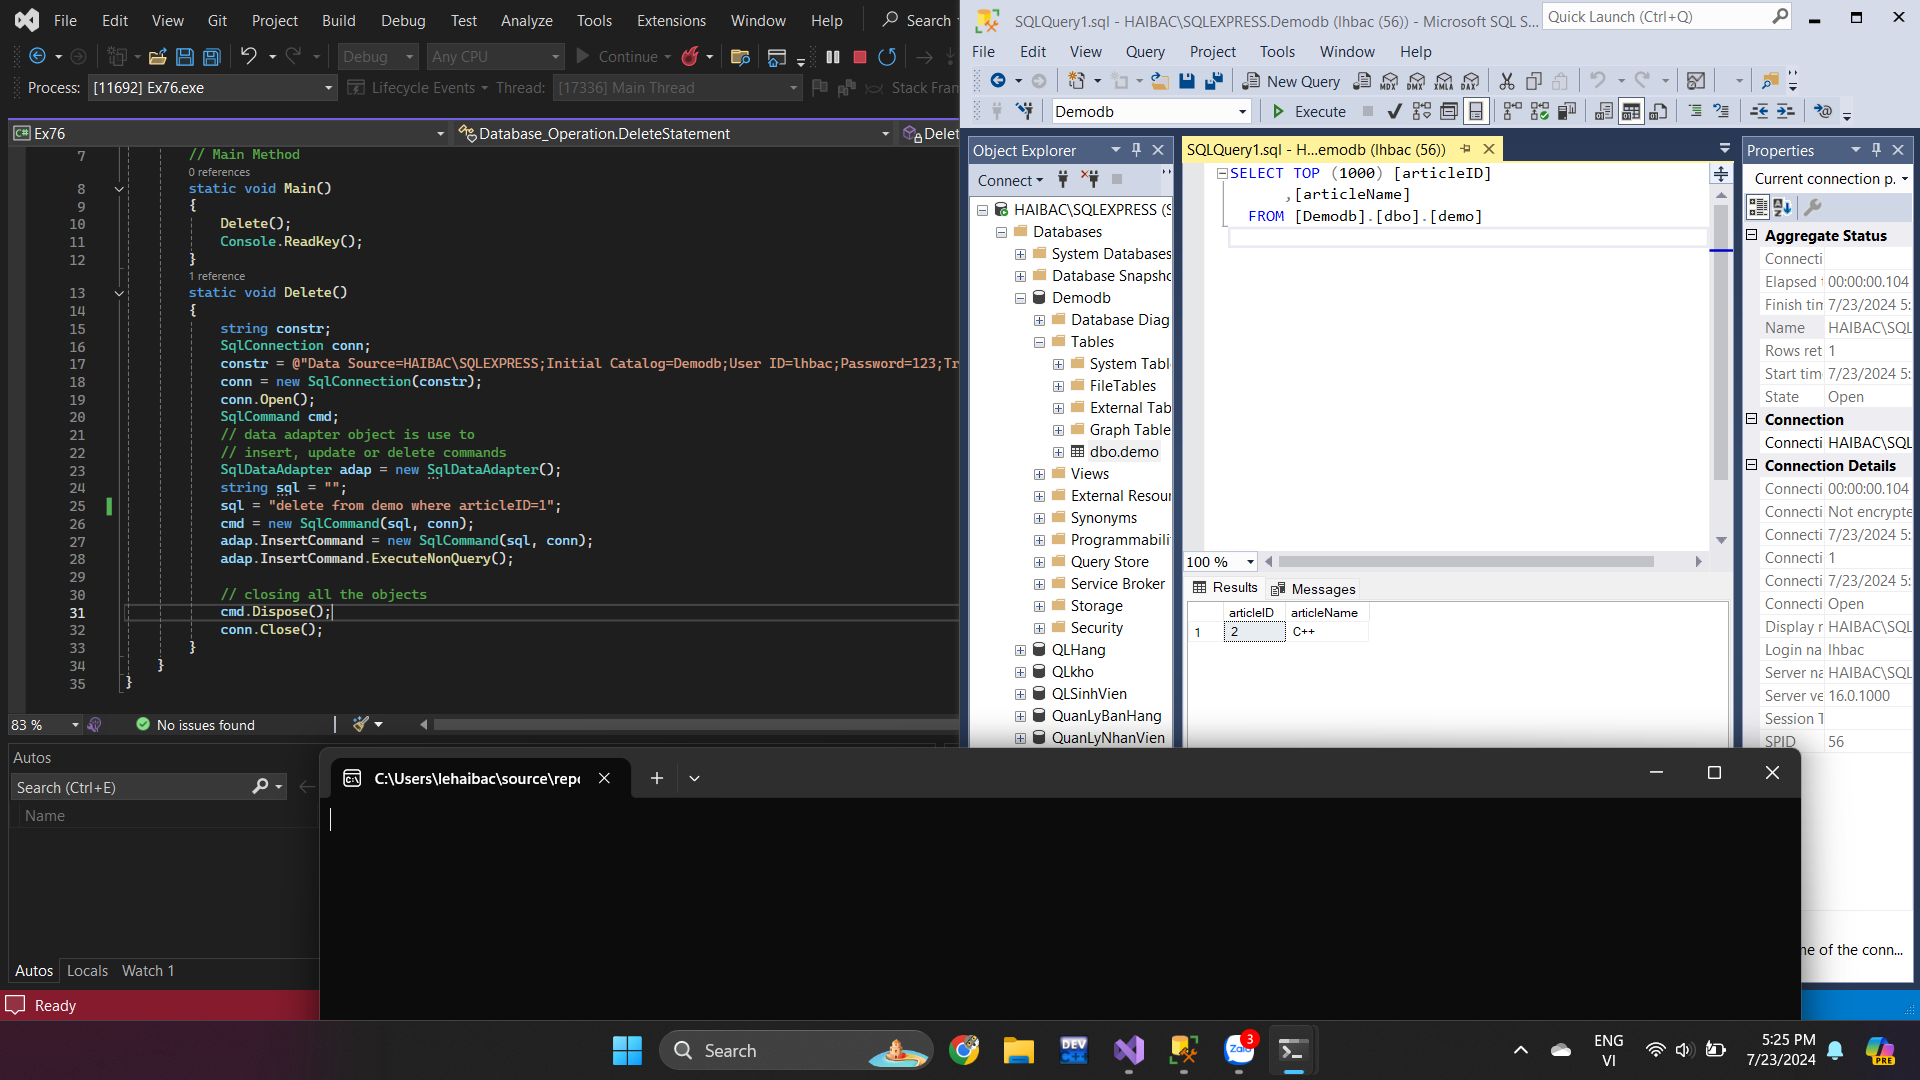 File Edit View Git Project Build Debug Test Analyze Tools Extensions Window Help Search
Debug Any CPU Continue
Process: [11692] Ex76.exe Lifecycle Events Thread: [17336] Main Thread Stack Fran
Ex76 Database_Operation.DeleteStatement Delet
7 // Main Method
0 references
8 static void Main()
9 {
10 Delete();
11 Console.ReadKey();
12 }
1 reference
13 static void Delete()
14 {
15 string constr;
16 SqlConnection conn;
17 constr = @"Data Source=HAIBAC\SQLEXPRESS;Initial Catalog=Demodb;User ID=lhbac;Password=123;Tr
18 conn = new SqlConnection(constr);
19 conn.Open();
20 SqlCommand cmd;
21 // data adapter object is use to
22 // insert, update or delete commands
23 SqlDataAdapter adap = new SqlDataAdapter();
24 string sql = "";
25 sql = "delete from demo where articleID=1";
26 cmd = new SqlCommand(sql, conn);
27 adap.InsertCommand = new SqlCommand(sql, conn);
28 adap.InsertCommand.ExecuteNonQuery();
29
30 // closing all the objects
31 cmd.Dispose();
32 conn.Close();
33 }
34 }
35 }
83 % No issues found
Autos
Search (Ctrl+E)
Name
Autos Locals Watch 1
Ready
SQLQuery1.sql - HAIBAC\SQLEXPRESS.Demodb (lhbac (56)) - Microsoft SQL S... Quick Launch (Ctrl+Q)
File Edit View Query Project Tools Window Help
New Query MDX DMX XMLA DAX
Demodb Execute
Object Explorer
Connect
HAIBAC\SQLEXPRESS (S
Databases
System Databases
Database Snapsho
Demodb
Database Diag
Tables
System Tabl
FileTables
External Tab
Graph Table
dbo.demo
Views
External Resour
Synonyms
Programmabili
Query Store
Service Broker
Storage
Security
QLHang
QLkho
QLSinhVien
QuanLyBanHang
QuanLyNhanVien
SQLQuery1.sql - H...emodb (lhbac (56))
SELECT TOP (1000) [articleID]
,[articleName]
FROM [Demodb].[dbo].[demo]
100 %
Results Messages
articleID articleName
1 2 C++
Properties
Current connection p.
Aggregate Status
Connecti
Elapsed t 00:00:00.104
Finish tim 7/23/2024 5:
Name HAIBAC\SQL
Rows ret 1
Start tim 7/23/2024 5:
State Open
Connection
Connecti HAIBAC\SQL
Connection Details
Connecti 00:00:00.104
Connecti Not encrypte
Connecti 7/23/2024 5:
Connecti 1
Connecti 7/23/2024 5:
Connecti Open
Display n HAIBAC\SQL
Login na lhbac
Server na HAIBAC\SQL
Server ve 16.0.1000
Session T
SPID 56
ne of the conn...
C:\Users\lehaibac\source\repo
Search DEV C++ Zalo 3 ENG VI 5:25 PM 7/23/2024 PRE